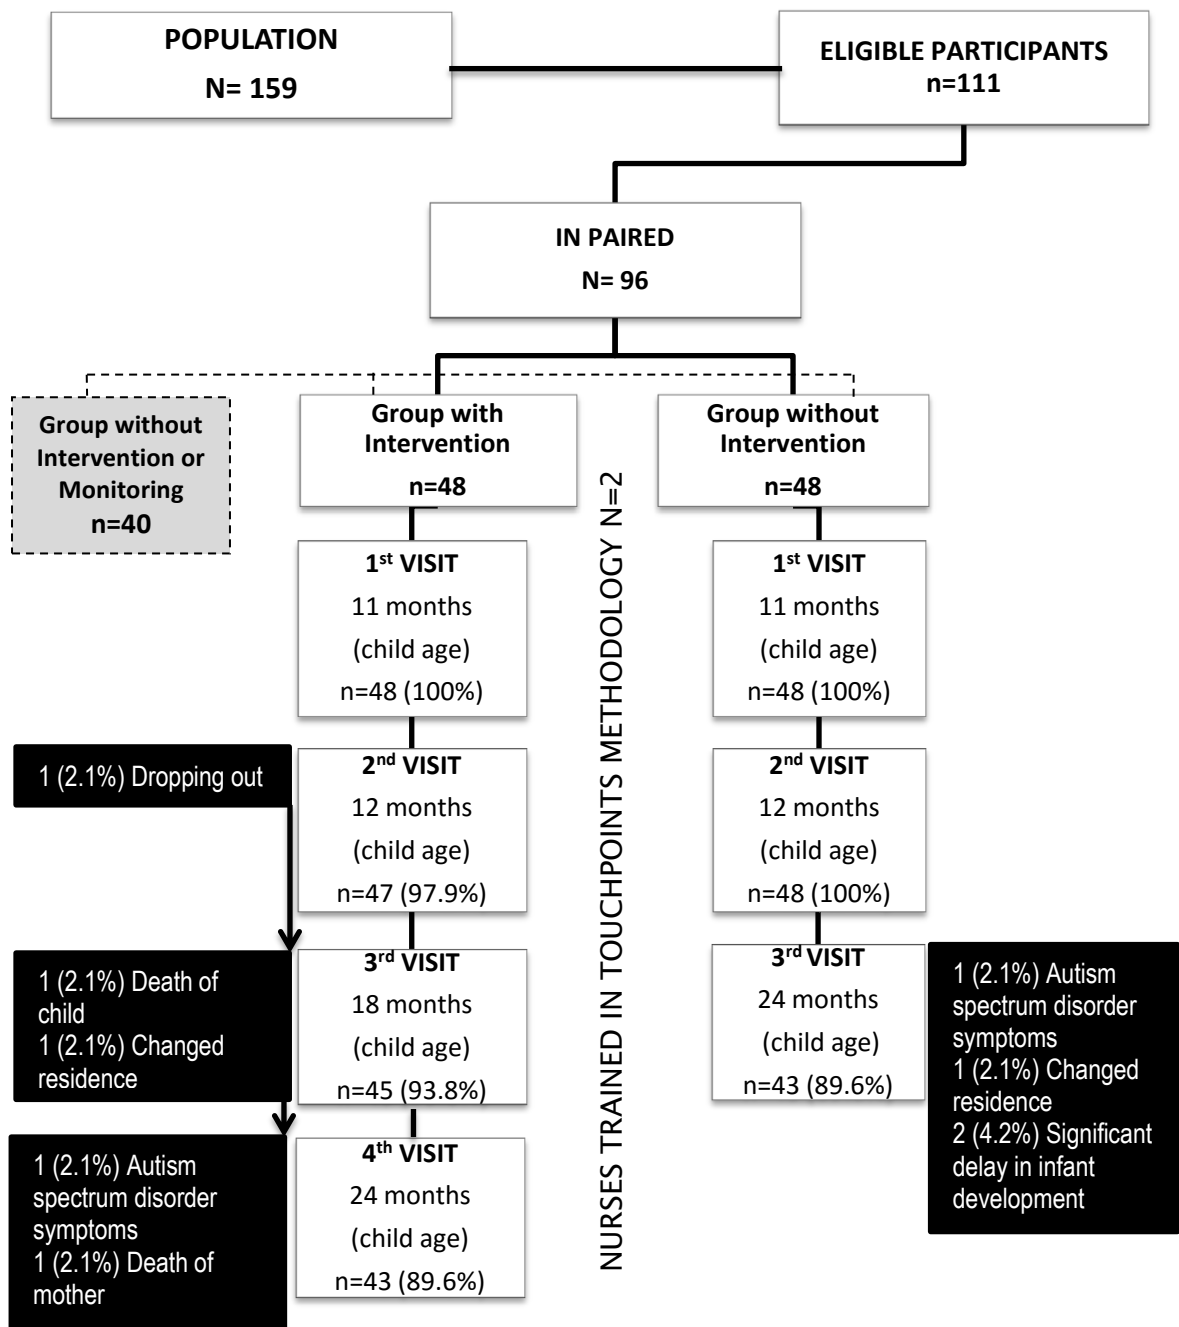 POPULATION
N= 159
ELIGIBLE PARTICIPANTS
n=111
IN PAIRED
N= 96
Group without
Intervention or
Monitoring
n=40
Group with
Intervention
n=48
Group without
Intervention
n=48
NURSES TRAINED IN TOUCHPOINTS METHODOLOGY N=2
1st VISIT
11 months
(child age)
n=48 (100%)
1st VISIT
11 months
(child age)
n=48 (100%)
1 (2.1%) Dropping out
2nd VISIT
12 months
(child age)
n=47 (97.9%)
2nd VISIT
12 months
(child age)
n=48 (100%)
1 (2.1%) Death of
child
1 (2.1%) Changed
residence
3rd VISIT
18 months
(child age)
n=45 (93.8%)
3rd VISIT
24 months
(child age)
n=43 (89.6%)
1 (2.1%) Autism
spectrum disorder
symptoms
1 (2.1%) Changed
residence
2 (4.2%) Significant
delay in infant
development
1 (2.1%) Autism
spectrum disorder
symptoms
1 (2.1%) Death of
mother
4th VISIT
24 months
(child age)
n=43 (89.6%)